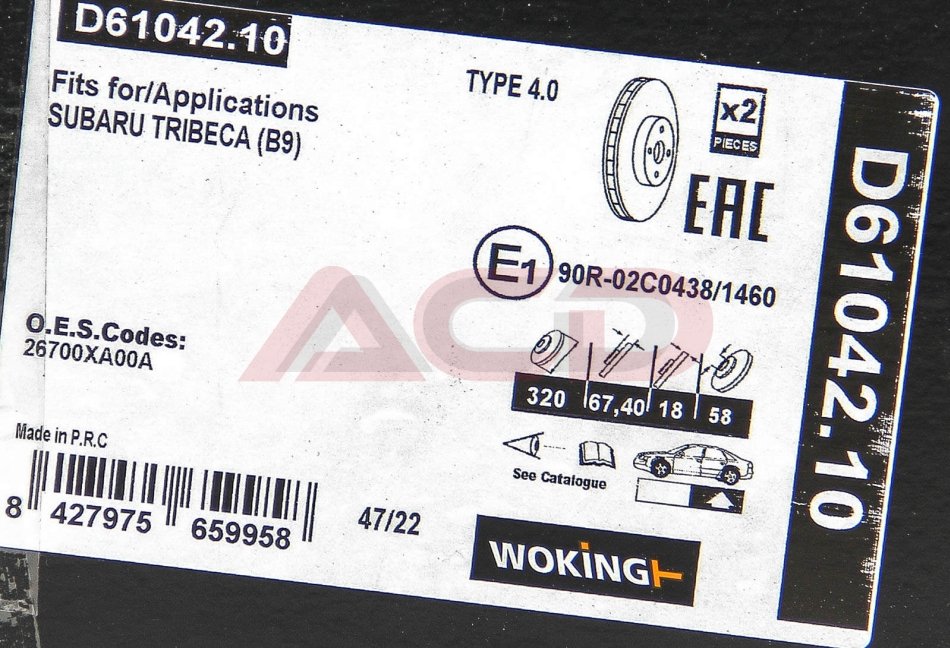 D61042.10
Fits for/Applications
SUBARU TRIBECA (B9)
TYPE 4.0
x2
PIECES
EAC
E1 90R-02C0438/1460
ACD
O.E.S.Codes:
26700XA00A
320 67,40 18 58
See Catalogue
Made in P.R.C
8 427975 659958
47/22
WOKING
D61042.10